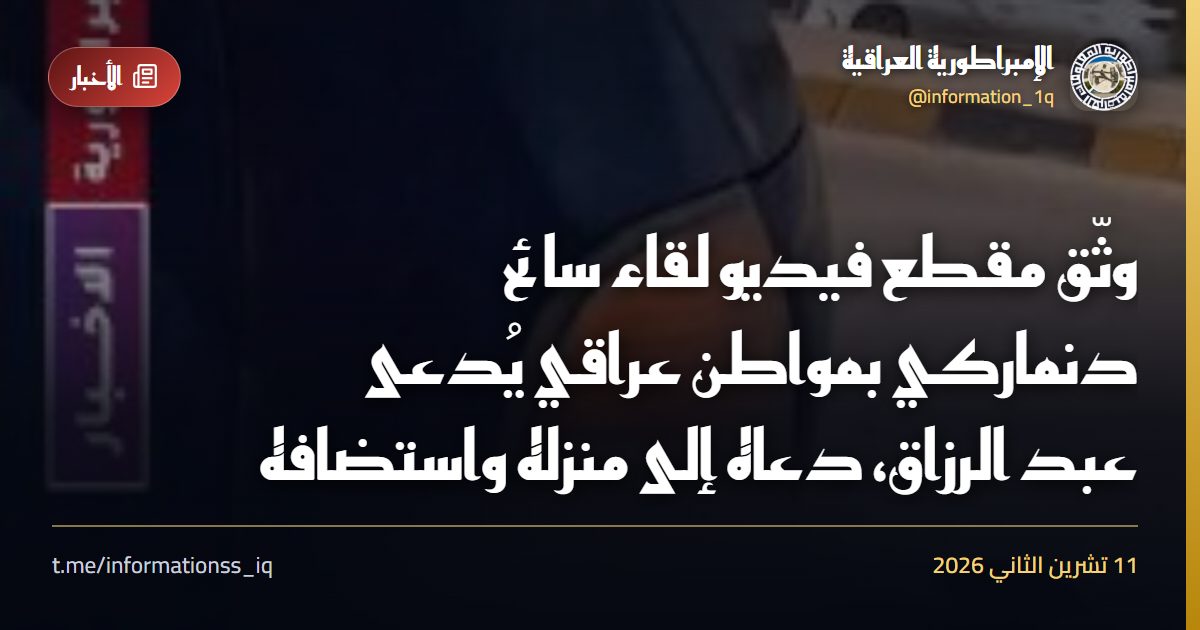 الإمبراطورية العراقية
@information_1q
الأخبار
وثّق مقطع فيديو لقاء سائح
دنماركي بمواطن عراقي يُدعى
عبد الرزاق، دعاه إلى منزله واستضافه
11 تشرين الثاني 2026
t.me/informationss_iq
الاخبار